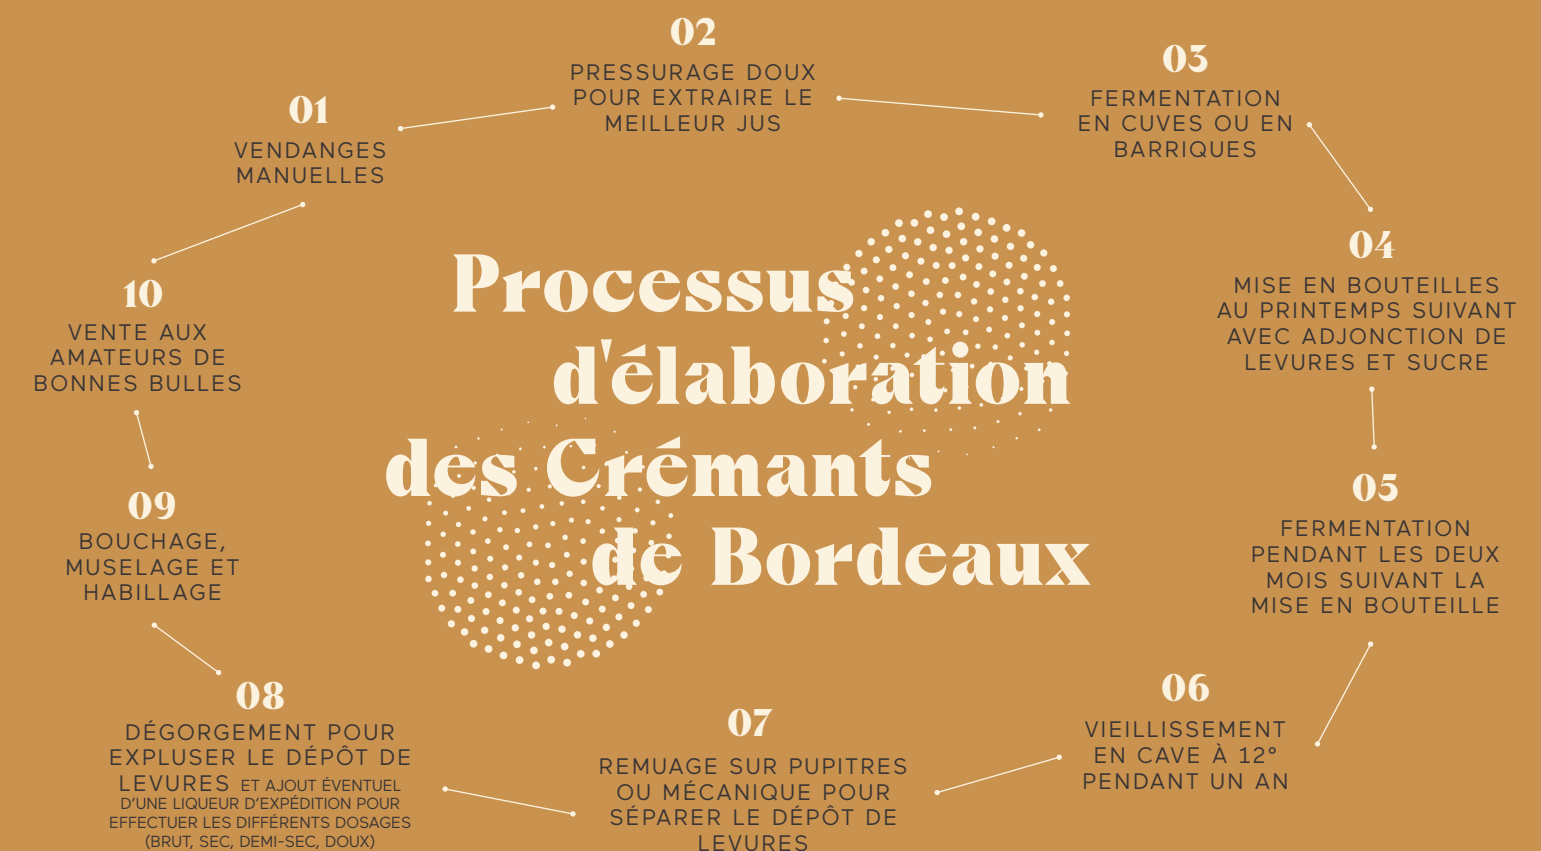 Processus
d'élaboration
des Crémants
de Bordeaux
01
VENDANGES
MANUELLES
02
PRESSURAGE DOUX
POUR EXTRAIRE LE
MEILLEUR JUS
03
FERMENTATION
EN CUVES OU EN
BARRIQUES
04
MISE EN BOUTEILLES
AU PRINTEMPS SUIVANT
AVEC ADJONCTION DE
LEVURES ET SUCRE
05
FERMENTATION
PENDANT LES DEUX
MOIS SUIVANT LA
MISE EN BOUTEILLE
06
VIEILLISSEMENT
EN CAVE À 12°
PENDANT UN AN
07
REMUAGE SUR PUPITRES
OU MÉCANIQUE POUR
SÉPARER LE DÉPÔT DE
LEVURES
08
DÉGORGEMENT POUR
EXPLUSER LE DÉPÔT DE
LEVURES ET AJOUT ÉVENTUEL
D'UNE LIQUEUR D'EXPÉDITION POUR
EFFECTUER LES DIFFÉRENTS DOSAGES
(BRUT, SEC, DEMI-SEC, DOUX)
09
BOUCHAGE,
MUSELAGE ET
HABILLAGE
10
VENTE AUX
AMATEURS DE
BONNES BULLES